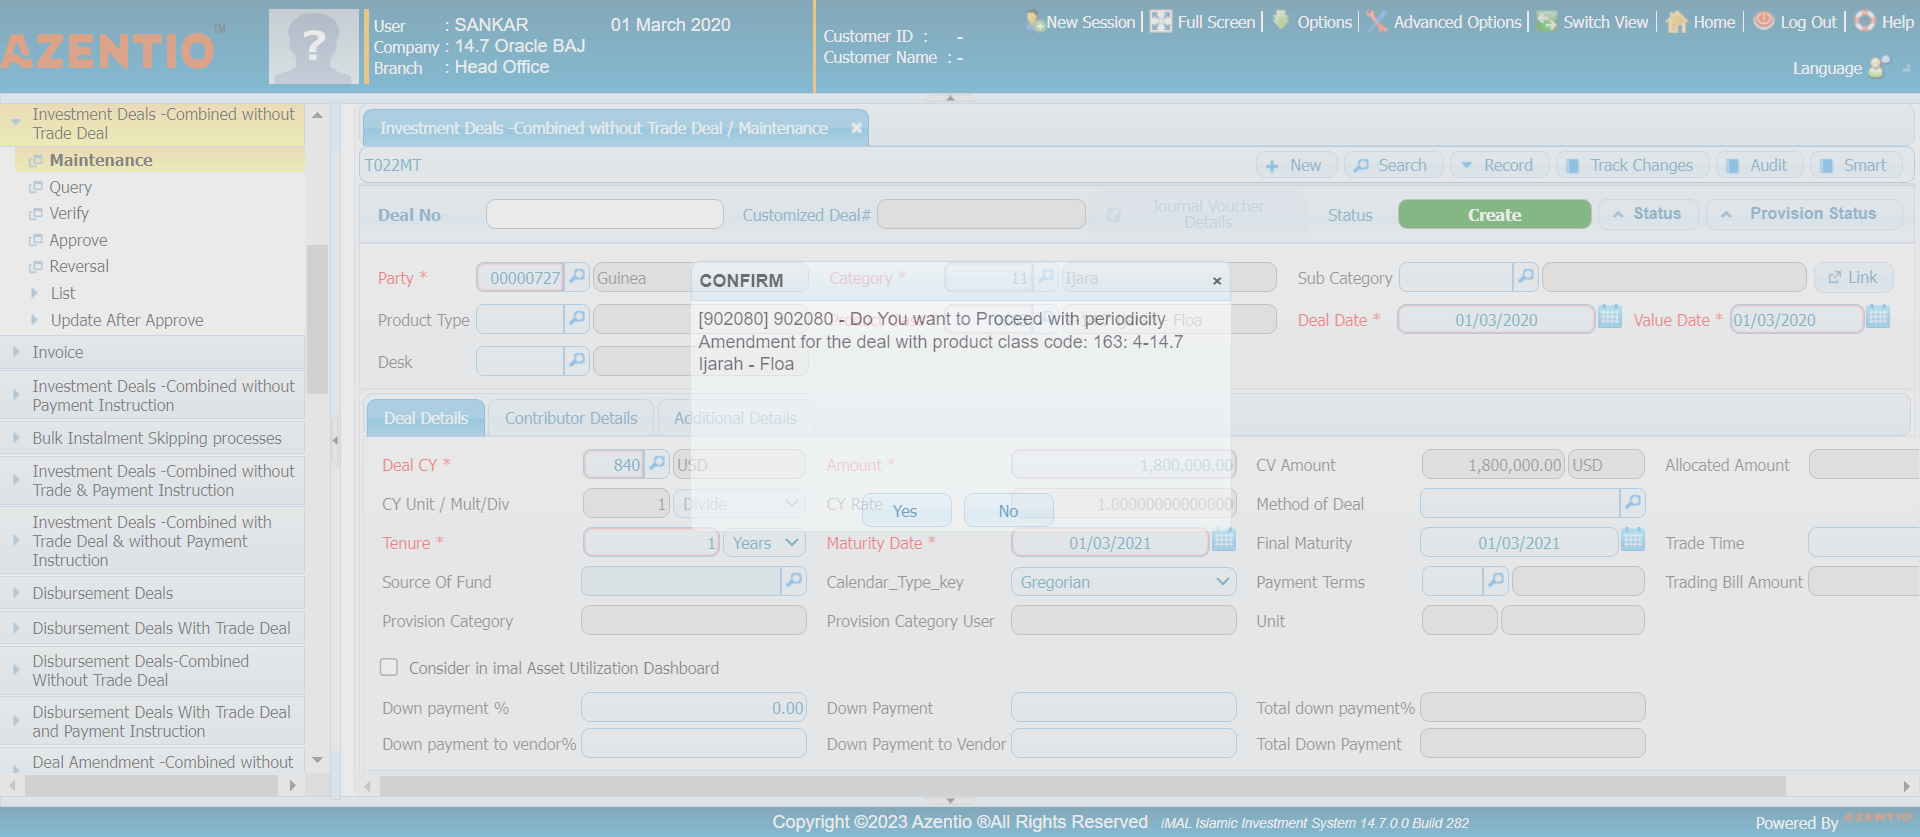 AZENTIO TM
User : SANKAR 01 March 2020
Company : 14.7 Oracle BAJ
Branch : Head Office
Customer ID : -
Customer Name : -
New Session Full Screen Options Advanced Options Switch View Home Log Out Help
Language
Investment Deals -Combined without
Trade Deal
Maintenance
Query
Verify
Approve
Reversal
List
Update After Approve
Invoice
Investment Deals -Combined without
Payment Instruction
Bulk Instalment Skipping processes
Investment Deals -Combined without
Trade & Payment Instruction
Investment Deals -Combined with
Trade Deal & without Payment
Instruction
Disbursement Deals
Disbursement Deals With Trade Deal
Disbursement Deals-Combined
Without Trade Deal
Disbursement Deals With Trade Deal
and Payment Instruction
Deal Amendment -Combined without
Investment Deals -Combined without Trade Deal / Maintenance ×
T022MT
New Search Record Track Changes Audit Smart
Deal No Customized Deal# Journal Voucher
Details
Status Create Status Provision Status
Party * 00000727 Guinea Category * 11 Ijara Sub Category Link
Product Type Floa Deal Date * 01/03/2020 Value Date * 01/03/2020
Desk
CONFIRM ×
[902080] 902080 - Do You want to Proceed with periodicity
Amendment for the deal with product class code: 163: 4-14.7
Ijarah - Floa
Yes No
Deal Details Contributor Details Additional Details
Deal CY * 840 USD Amount * 1,800,000.00 CV Amount 1,800,000.00 USD Allocated Amount
CY Unit / Mult/Div 1 Divide CY Rate 1.00000000000000 Method of Deal
Tenure * 1 Years Maturity Date * 01/03/2021 Final Maturity 01/03/2021 Trade Time
Source Of Fund Calendar_Type_key Gregorian Payment Terms Trading Bill Amount
Provision Category Provision Category User Unit
Consider in imal Asset Utilization Dashboard
Down payment % 0.00 Down Payment Total down payment%
Down payment to vendor% Down Payment to Vendor Total Down Payment
Copyright ©2023 Azentio ®All Rights Reserved iMAL Islamic Investment System 14.7.0.0 Build 282
Powered By AZENTIO